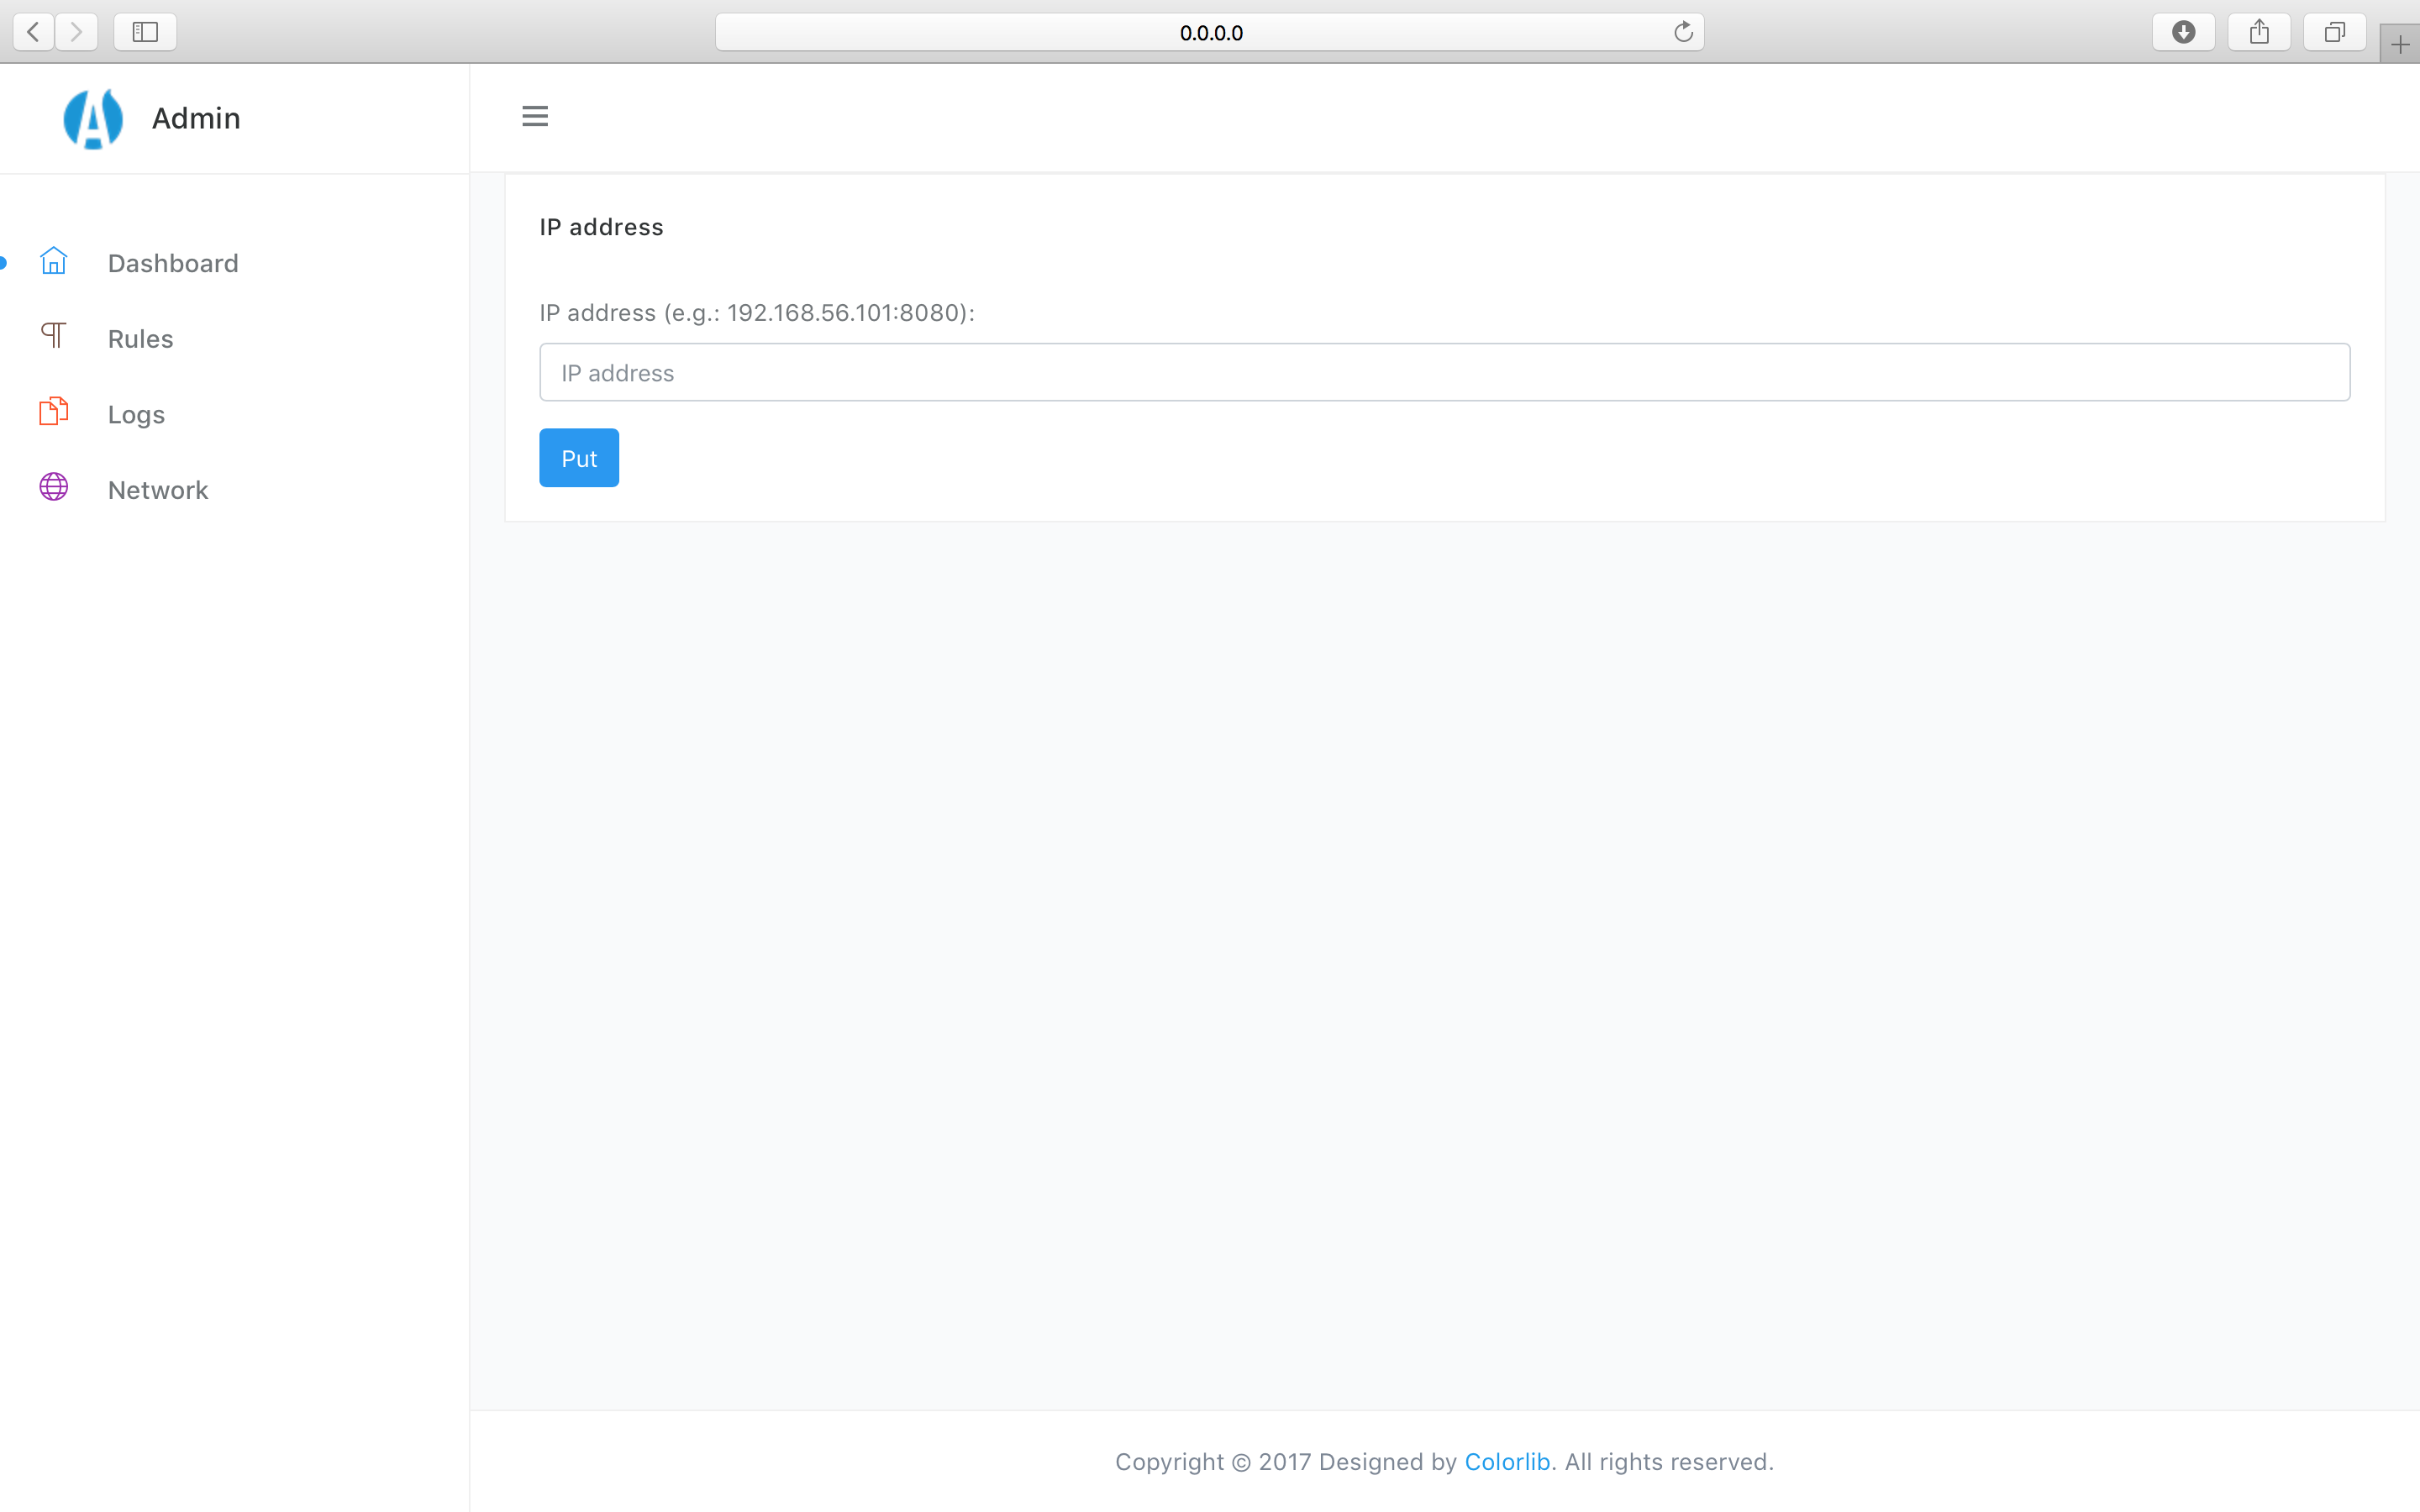 0.0.0.0
Admin
Dashboard
Rules
Logs
Network
IP address
IP address (e.g.: 192.168.56.101:8080):
IP address
Put
Copyright © 2017 Designed by Colorlib. All rights reserved.